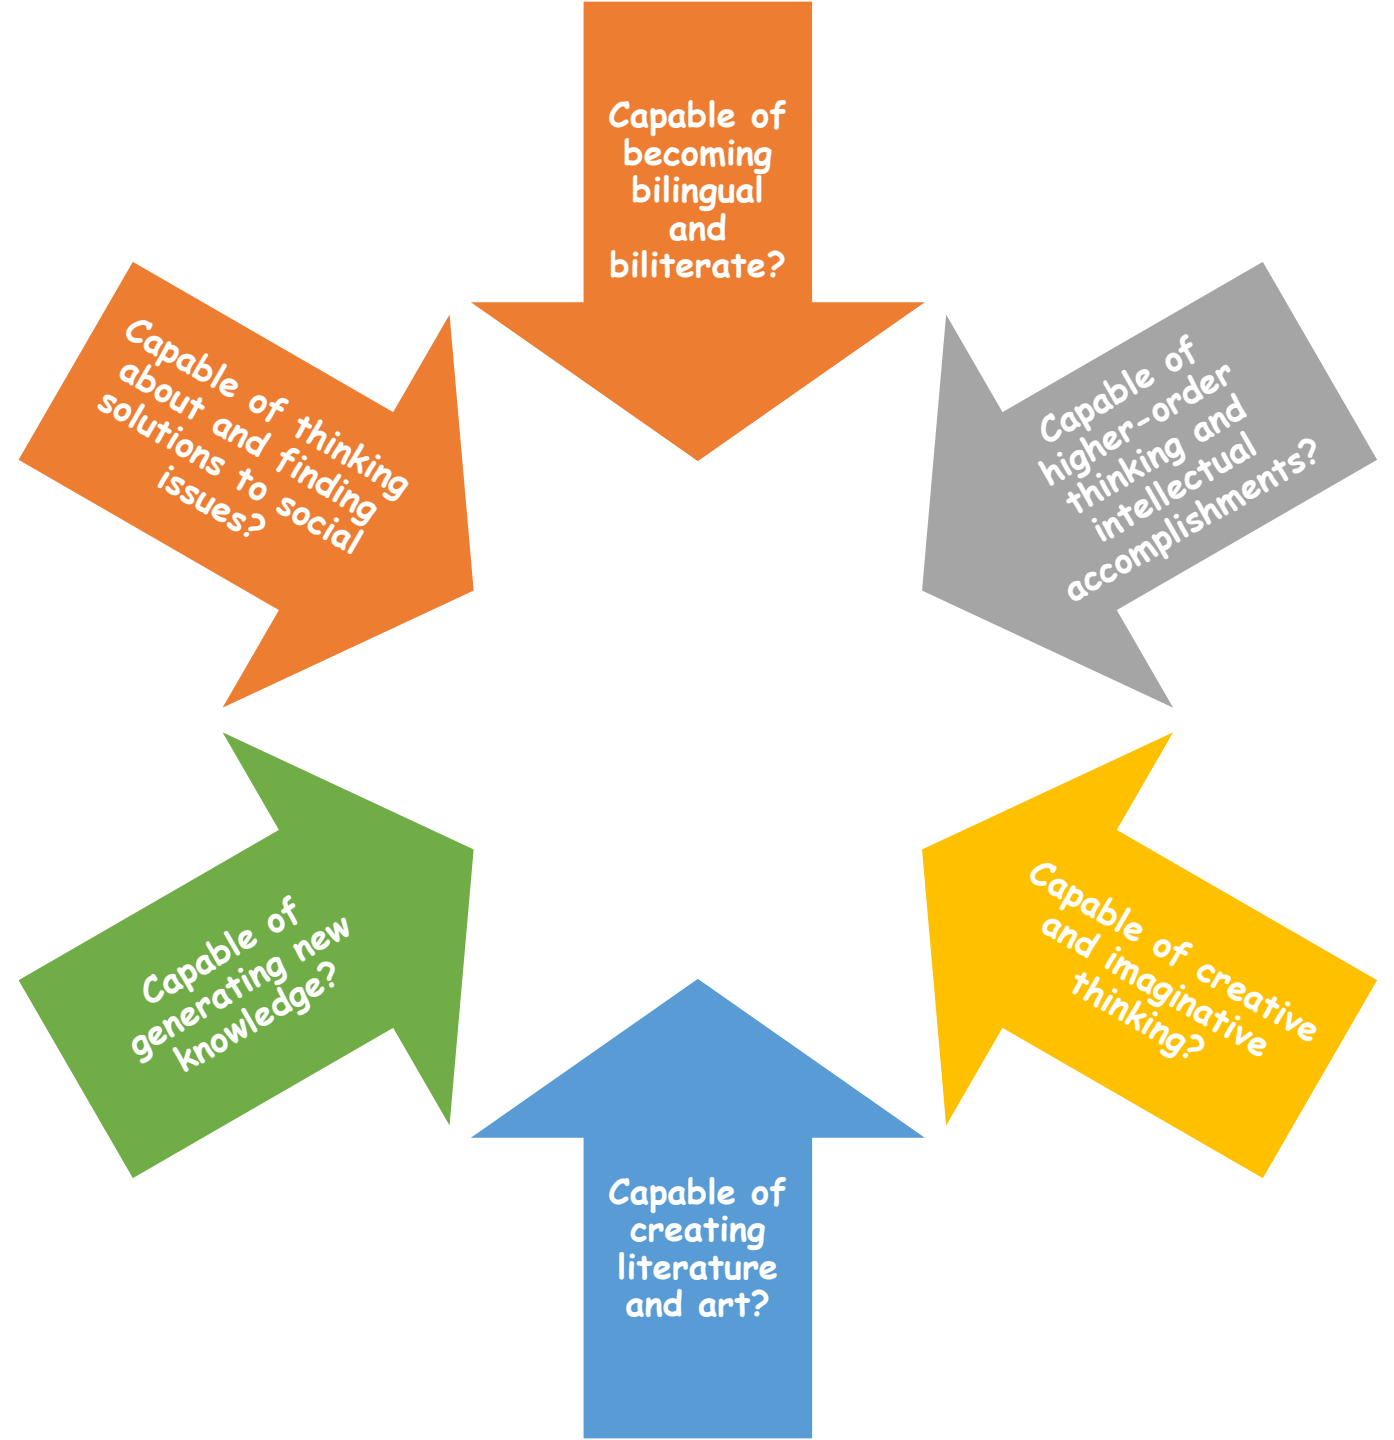 Capable of
becoming
bilingual
and
biliterate?
Capable of
higher-order
thinking and
intellectual
accomplishments?
Capable of creative
and imaginative
thinking?
Capable of
creating
literature
and art?
Capable of
generating new
knowledge?
Capable of thinking
about and finding
solutions to social
issues?